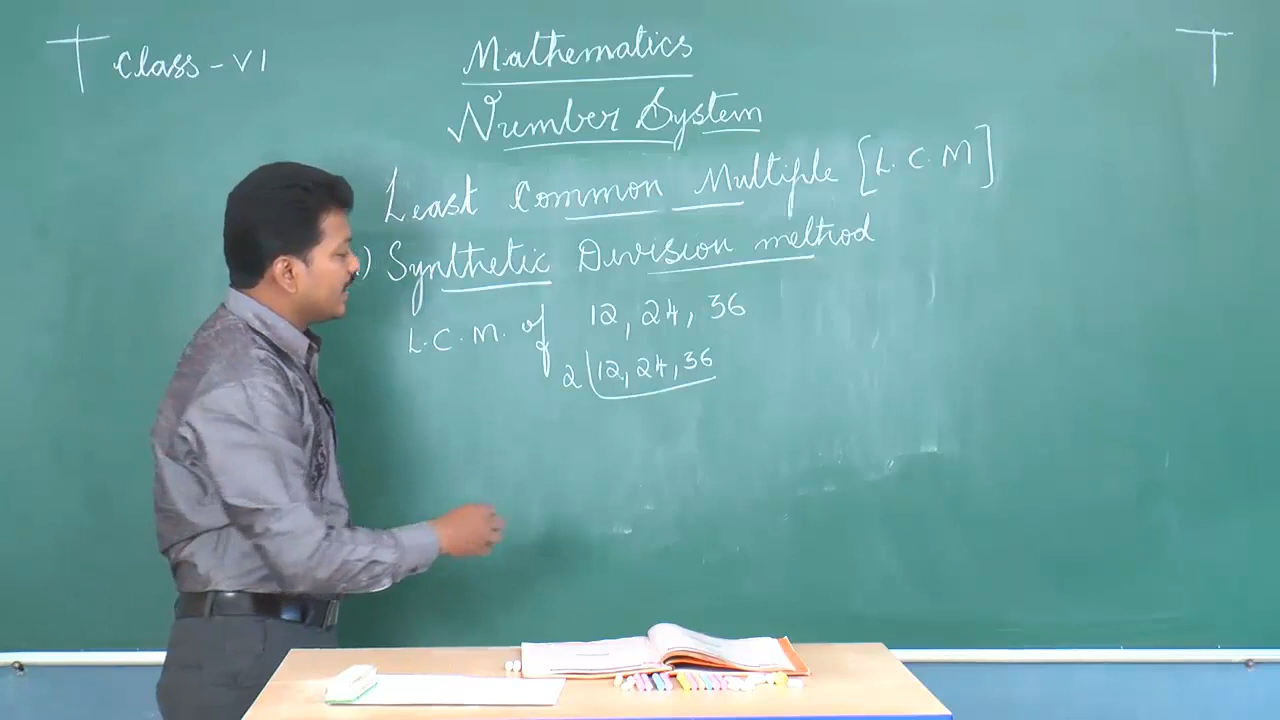 Class - VI
Mathematics
Number System
Least Common Multiple [L.C.M]
) Synthetic Division method
L.C.M. of 12, 24, 36
2 12, 24, 36